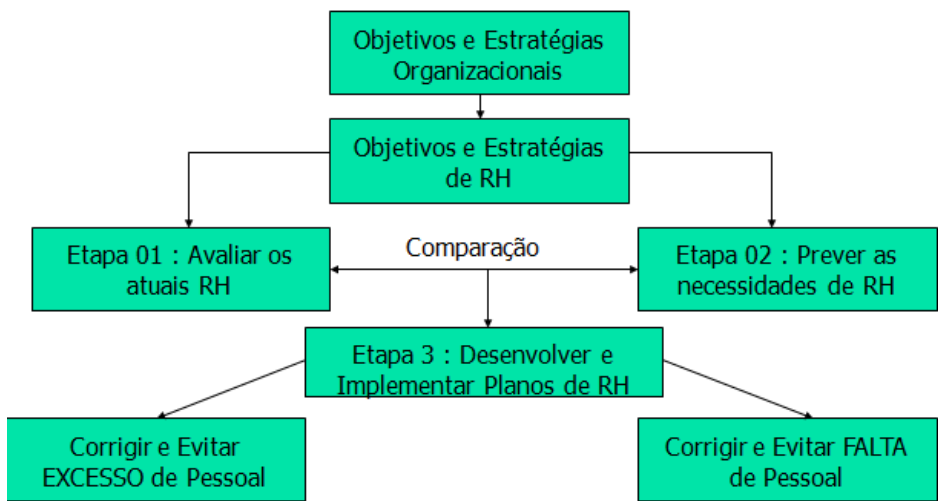 Objetivos e Estratégias
Organizacionais
Objetivos e Estratégias
de RH
Etapa 01 : Avaliar os
atuais RH
Comparação
Etapa 02 : Prever as
necessidades de RH
Etapa 3 : Desenvolver e
Implementar Planos de RH
Corrigir e Evitar
EXCESSO de Pessoal
Corrigir e Evitar FALTA
de Pessoal